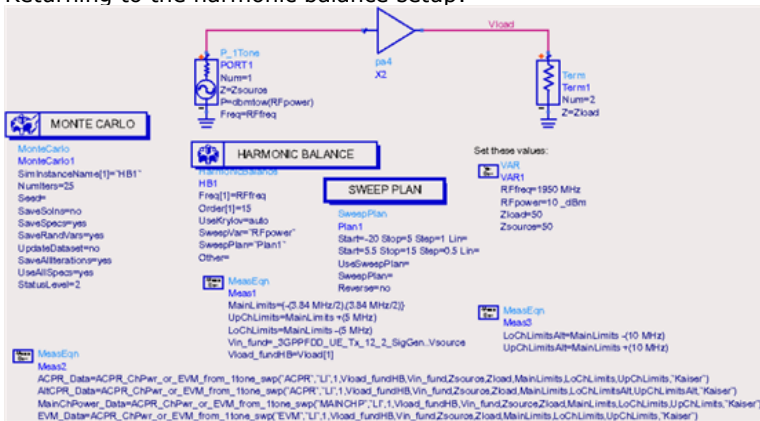 Returning to the harmonic balance setup:
Vload
P_1Tone
PORT1
Num=1
Z=Zsource
P=dbmtow(RFpower)
Freq=RFfreq
pa4
X2
Term
Term1
Num=2
Z=Zload
MONTE CARLO
MonteCarlo
MonteCarlo1
SimInstanceName[1]="HB1"
NumIters=25
Seed=
SaveSolns=no
SaveSpecs=yes
SaveRandVars=yes
UpdateDataset=no
SaveAllIterations=yes
UseAllSpecs=yes
StatusLevel=2
HARMONIC BALANCE
HarmonicBalance
HB1
Freq[1]=RFfreq
Order[1]=15
UseKrylov=auto
SweepVar="RFpower"
SweepPlan="Plan1"
Other=
SWEEP PLAN
SweepPlan
Plan1
Start=-20 Stop=5 Step=1 Lin=
Start=5.5 Stop=15 Step=0.5 Lin=
UseSweepPlan=
SweepPlan=
Reverse=no
Set these values:
VAR
VAR1
RFfreq=1950 MHz
RFpower=10 _dBm
Zload=50
Zsource=50
MeasEqn
Meas1
MainLimits={-(3.84 MHz/2),(3.84 MHz/2)}
UpChLimits=MainLimits +(5 MHz)
LoChLimits=MainLimits -(5 MHz)
Vin_fund=_3GPPFDD_UE_Tx_12_2_SigGen..Vsource
Vload_fundHB=Vload[1]
MeasEqn
Meas3
LoChLimitsAlt=MainLimits -(10 MHz)
UpChLimitsAlt=MainLimits +(10 MHz)
MeasEqn
Meas2
ACPR_Data=ACPR_ChPwr_or_EVM_from_1tone_swp("ACPR","LI",1,Vload_fundHB,Vin_fund,Zsource,Zload,MainLimits,LoChLimits,UpChLimits,"Kaiser")
AltCPR_Data=ACPR_ChPwr_or_EVM_from_1tone_swp("ACPR","LI",1,Vload_fundHB,Vin_fund,Zsource,Zload,MainLimits,LoChLimitsAlt,UpChLimitsAlt,"Kaiser")
MainChPower_Data=ACPR_ChPwr_or_EVM_from_1tone_swp("MAINCHP","LI",1,Vload_fundHB,Vin_fund,Zsource,Zload,MainLimits,LoChLimits,UpChLimits,"Kaiser")
EVM_Data=ACPR_ChPwr_or_EVM_from_1tone_swp("EVM","LI",1,Vload_fundHB,Vin_fund,Zsource,Zload,MainLimits,LoChLimits,UpChLimits,"Kaiser")